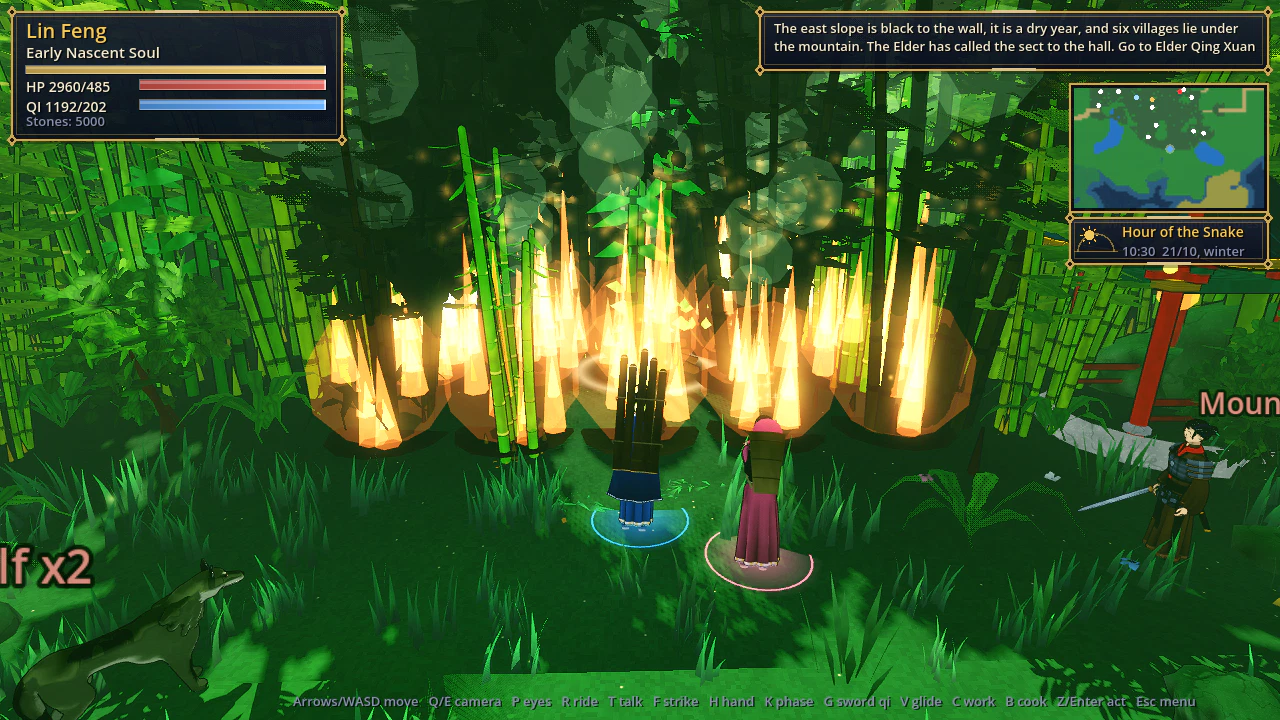 Lin Feng
Early Nascent Soul
HP 2960/485
QI 1192/202
Stones: 5000
The east slope is black to the wall, it is a dry year, and six villages lie under
the mountain. The Elder has called the sect to the hall. Go to Elder Qing Xuan
Hour of the Snake
10:30 21/10, winter
Moun
lf x2
Arrows/WASD move Q/E camera P eyes R ride T talk F strike H hand K phase G sword qi V glide C work B cook Z/Enter act Esc menu